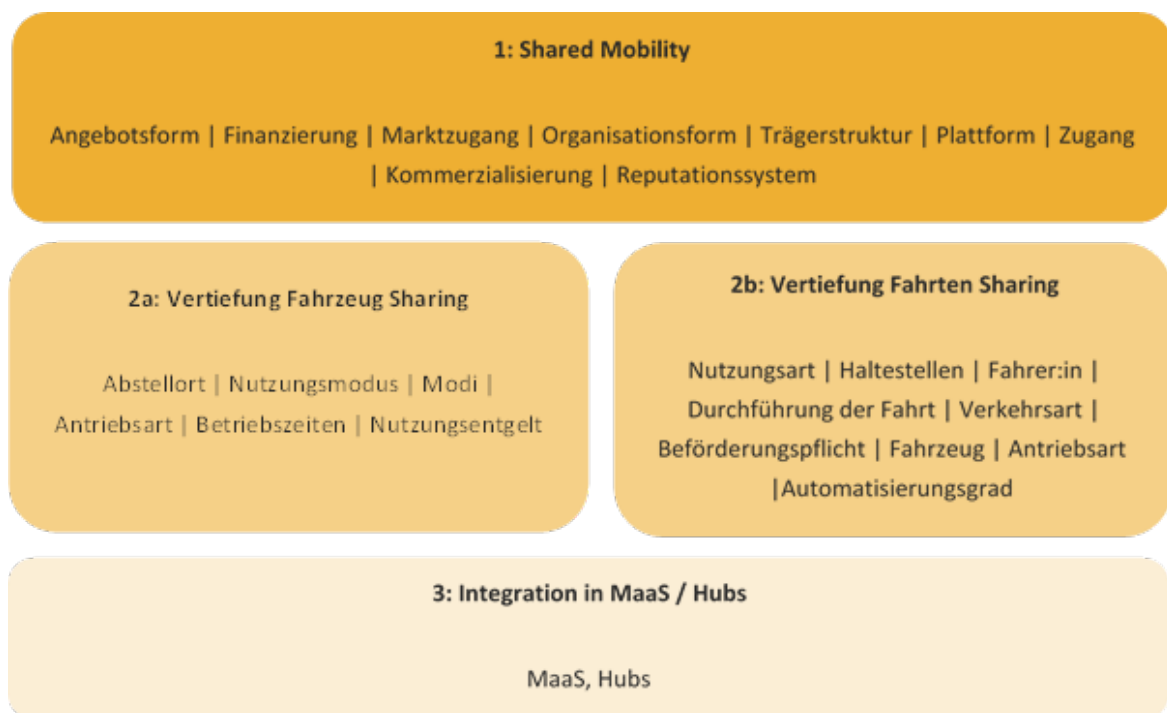 1: Shared Mobility
Angebotsform | Finanzierung | Marktzugang | Organisationsform | Trägerstruktur | Plattform | Zugang
| Kommerzialisierung | Reputationssystem
2a: Vertiefung Fahrzeug Sharing
Abstellort | Nutzungsmodus | Modi |
Antriebsart | Betriebszeiten | Nutzungsentgelt
2b: Vertiefung Fahrten Sharing
Nutzungsart | Haltestellen | Fahrer:in |
Durchführung der Fahrt | Verkehrsart |
Beförderungspflicht | Fahrzeug | Antriebsart
|Automatisierungsgrad
3: Integration in MaaS / Hubs
MaaS, Hubs